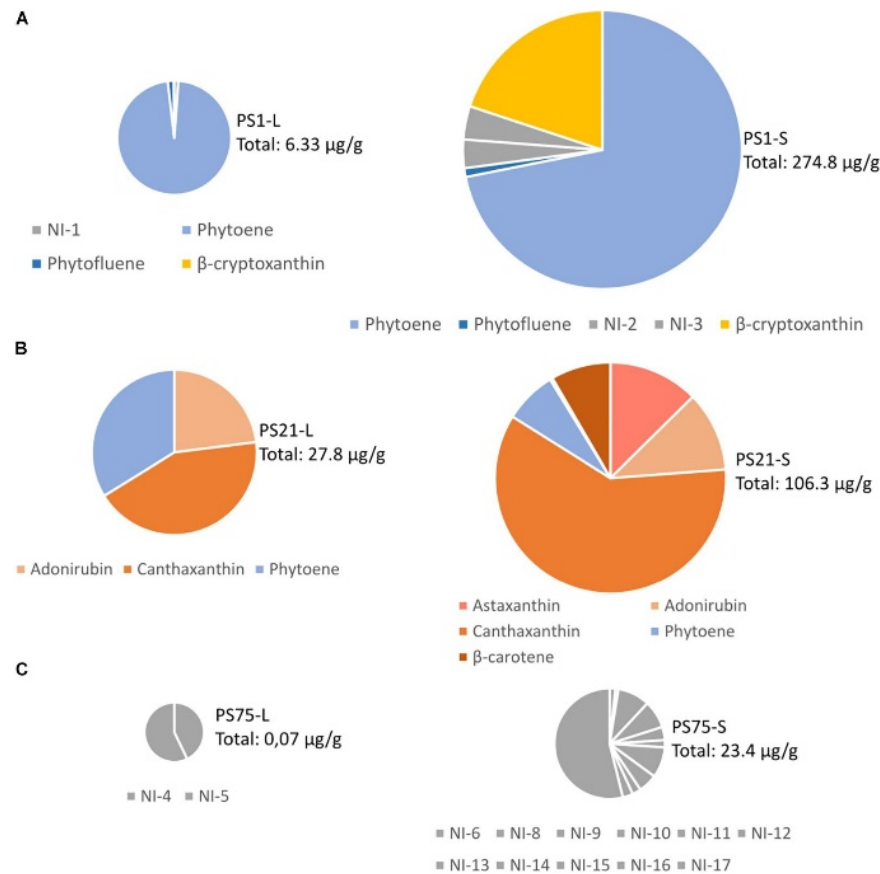 A
PS1-L
Total: 6.33 µg/g
NI-1 Phytoene
Phytofluene β-cryptoxanthin
PS1-S
Total: 274.8 µg/g
Phytoene Phytofluene NI-2 NI-3 β-cryptoxanthin
B
PS21-L
Total: 27.8 µg/g
Adonirubin Canthaxanthin Phytoene
PS21-S
Total: 106.3 µg/g
Astaxanthin Adonirubin
Canthaxanthin Phytoene
β-carotene
C
PS75-L
Total: 0,07 µg/g
NI-4 NI-5
PS75-S
Total: 23.4 µg/g
NI-6 NI-8 NI-9 NI-10 NI-11 NI-12
NI-13 NI-14 NI-15 NI-16 NI-17